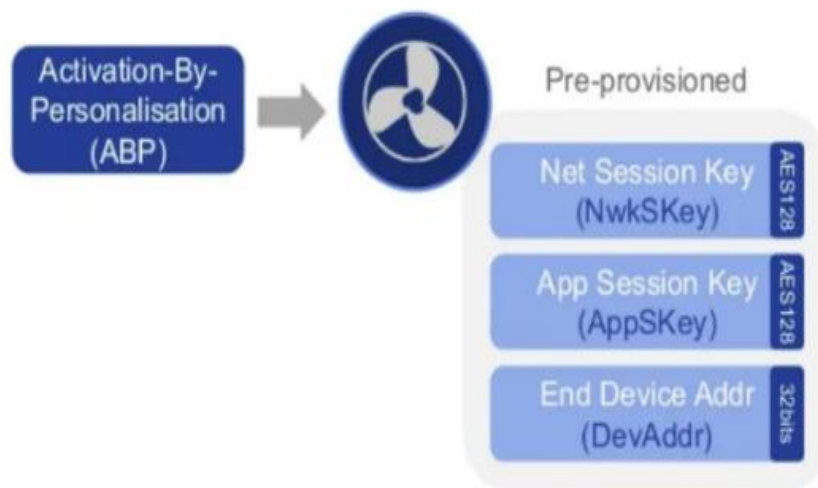 Activation-By-
Personalisation
(ABP)
Pre-provisioned
Net Session Key
(NwkSKey)
AES128
App Session Key
(AppSKey)
AES128
End Device Addr
(DevAddr)
32bits